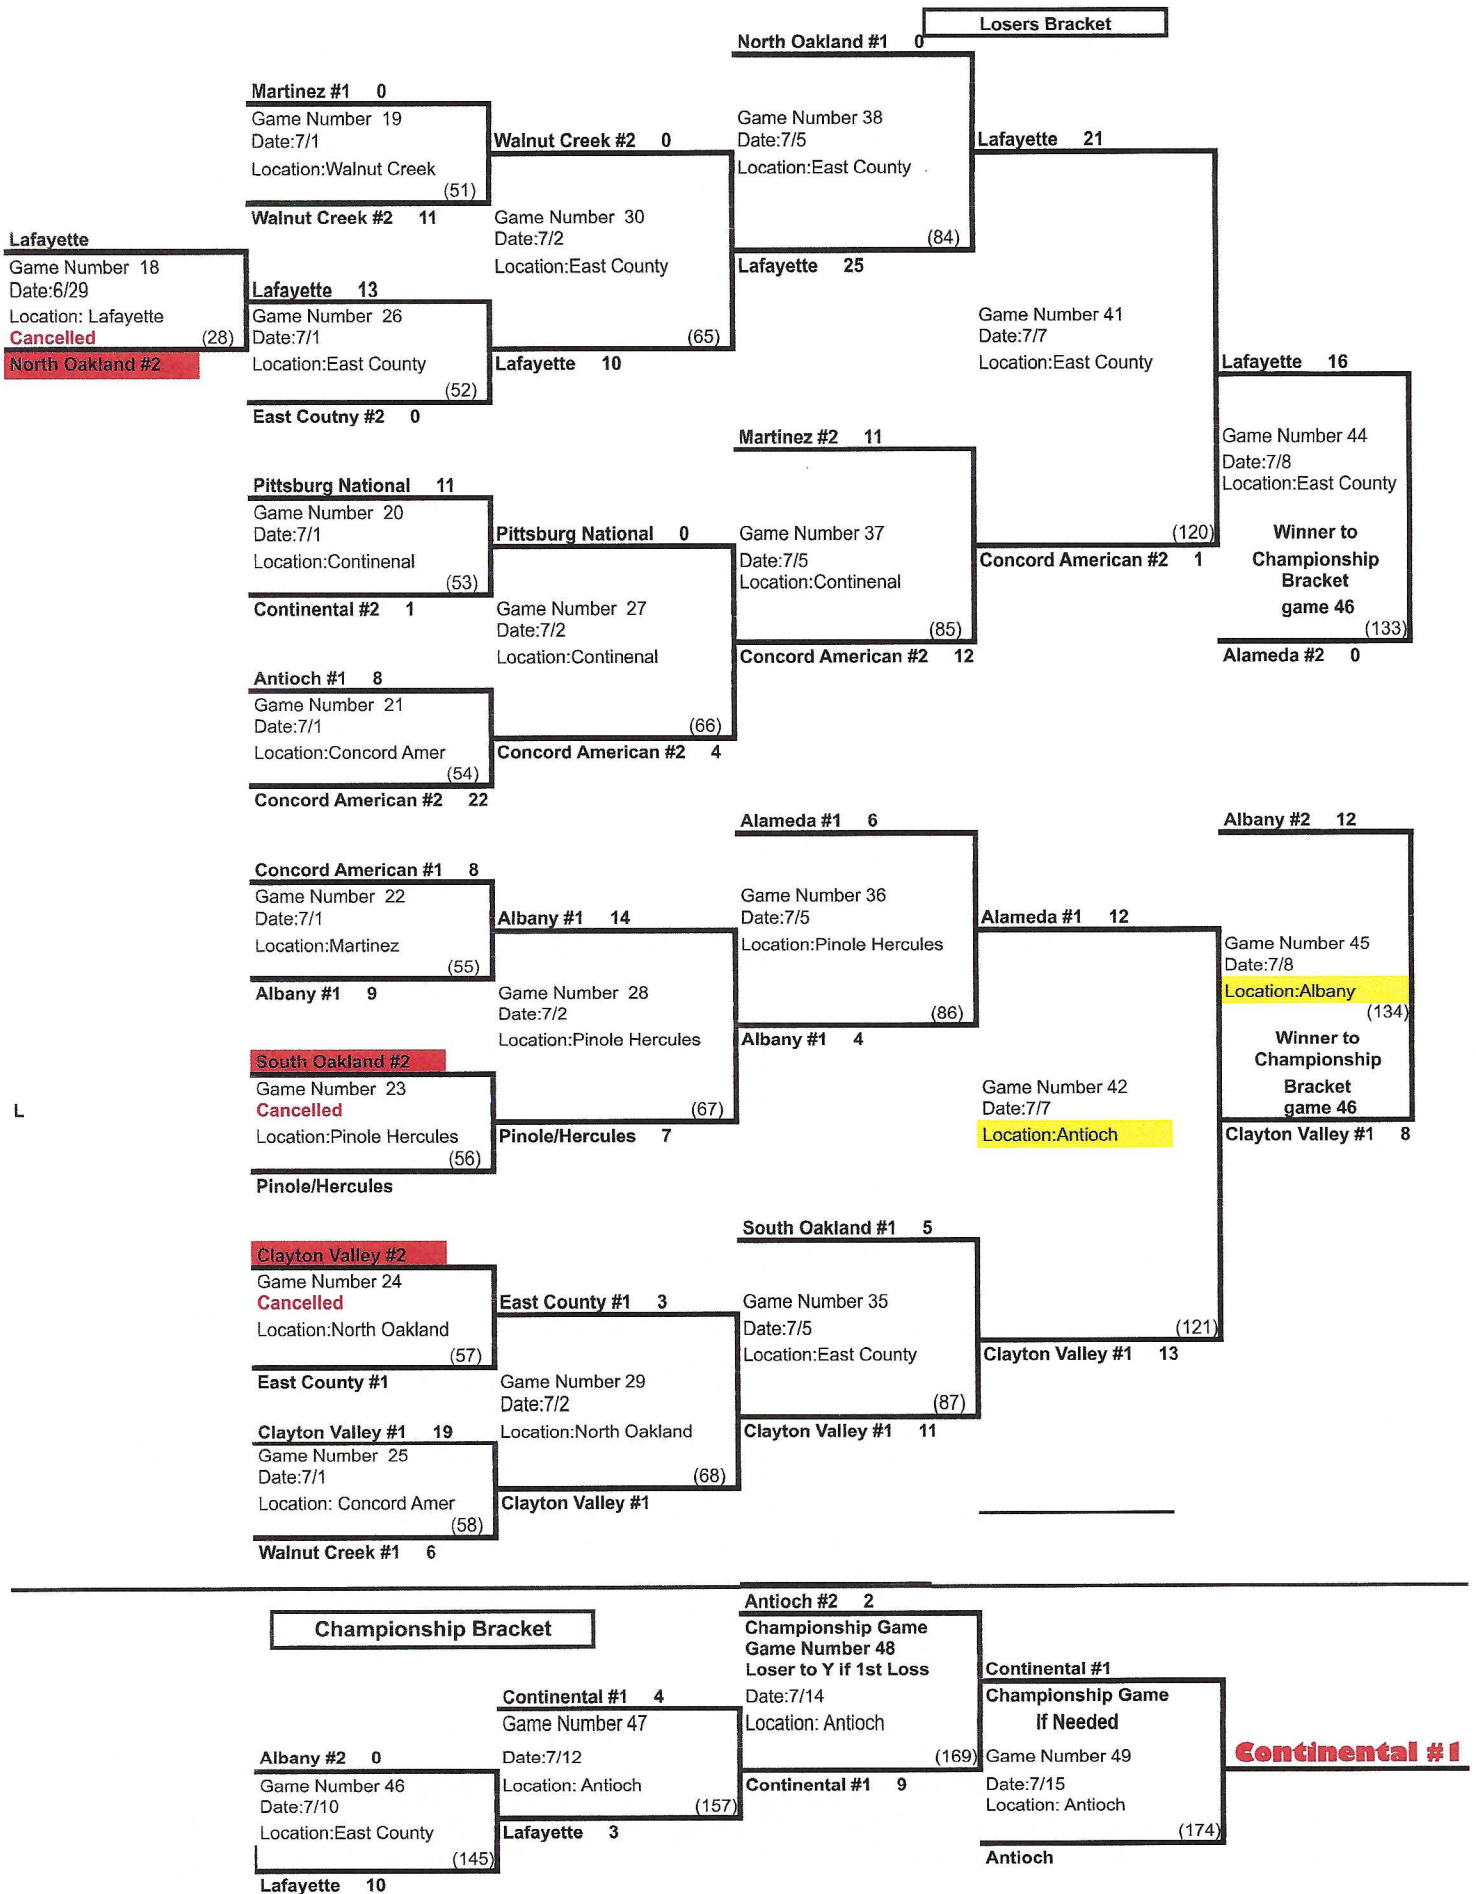 Losers Bracket
North Oakland #1 0
Martinez #1 0
Game Number 19
Date:7/1
Location:Walnut Creek
(51)
Walnut Creek #2 11
Walnut Creek #2 0
Game Number 30
Date:7/2
Location:East County
(65)
Game Number 38
Date:7/5
Location:East County
(84)
Lafayette 25
Lafayette 21
Lafayette
Game Number 18
Date:6/29
Location: Lafayette
Cancelled (28)
North Oakland #2
Lafayette 13
Game Number 26
Date:7/1
Location:East County
(52)
East Coutny #2 0
Lafayette 10
Game Number 41
Date:7/7
Location:East County
(120)
Concord American #2 1
Lafayette 16
Game Number 44
Date:7/8
Location:East County
Winner to
Championship
Bracket
game 46
(133)
Alameda #2 0
Martinez #2 11
Game Number 37
Date:7/5
Location:Continenal
(85)
Concord American #2 12
Pittsburg National 11
Game Number 20
Date:7/1
Location:Continenal
(53)
Continental #2 1
Pittsburg National 0
Game Number 27
Date:7/2
Location:Continenal
(66)
Concord American #2 4
Antioch #1 8
Game Number 21
Date:7/1
Location:Concord Amer
(54)
Concord American #2 22
Alameda #1 6
Game Number 36
Date:7/5
Location:Pinole Hercules
(86)
Albany #1 4
Concord American #1 8
Game Number 22
Date:7/1
Location:Martinez
(55)
Albany #1 9
Albany #1 14
Game Number 28
Date:7/2
Location:Pinole Hercules
(67)
Pinole/Hercules 7
South Oakland #2
Game Number 23
Cancelled
Location:Pinole Hercules
(56)
Pinole/Hercules
L
Alameda #1 12
Game Number 42
Date:7/7
Location:Antioch
(121)
Clayton Valley #1 13
Albany #2 12
Game Number 45
Date:7/8
Location:Albany
(134)
Winner to
Championship
Bracket
game 46
Clayton Valley #1 8
South Oakland #1 5
Game Number 35
Date:7/5
Location:East County
(87)
Clayton Valley #1 11
Clayton Valley #2
Game Number 24
Cancelled
Location:North Oakland
(57)
East County #1
East County #1 3
Game Number 29
Date:7/2
Location:North Oakland
(68)
Clayton Valley #1
Clayton Valley #1 19
Game Number 25
Date:7/1
Location: Concord Amer
(58)
Walnut Creek #1 6
Championship Bracket
Antioch #2 2
Championship Game
Game Number 48
Loser to Y if 1st Loss
Date:7/14
Location: Antioch
(169)
Continental #1 9
Continental #1 4
Game Number 47
Date:7/12
Location: Antioch
(157)
Lafayette 3
Albany #2 0
Game Number 46
Date:7/10
Location:East County
(145)
Lafayette 10
Continental #1
Championship Game
If Needed
Game Number 49
Date:7/15
Location: Antioch
(174)
Antioch
Continental #1